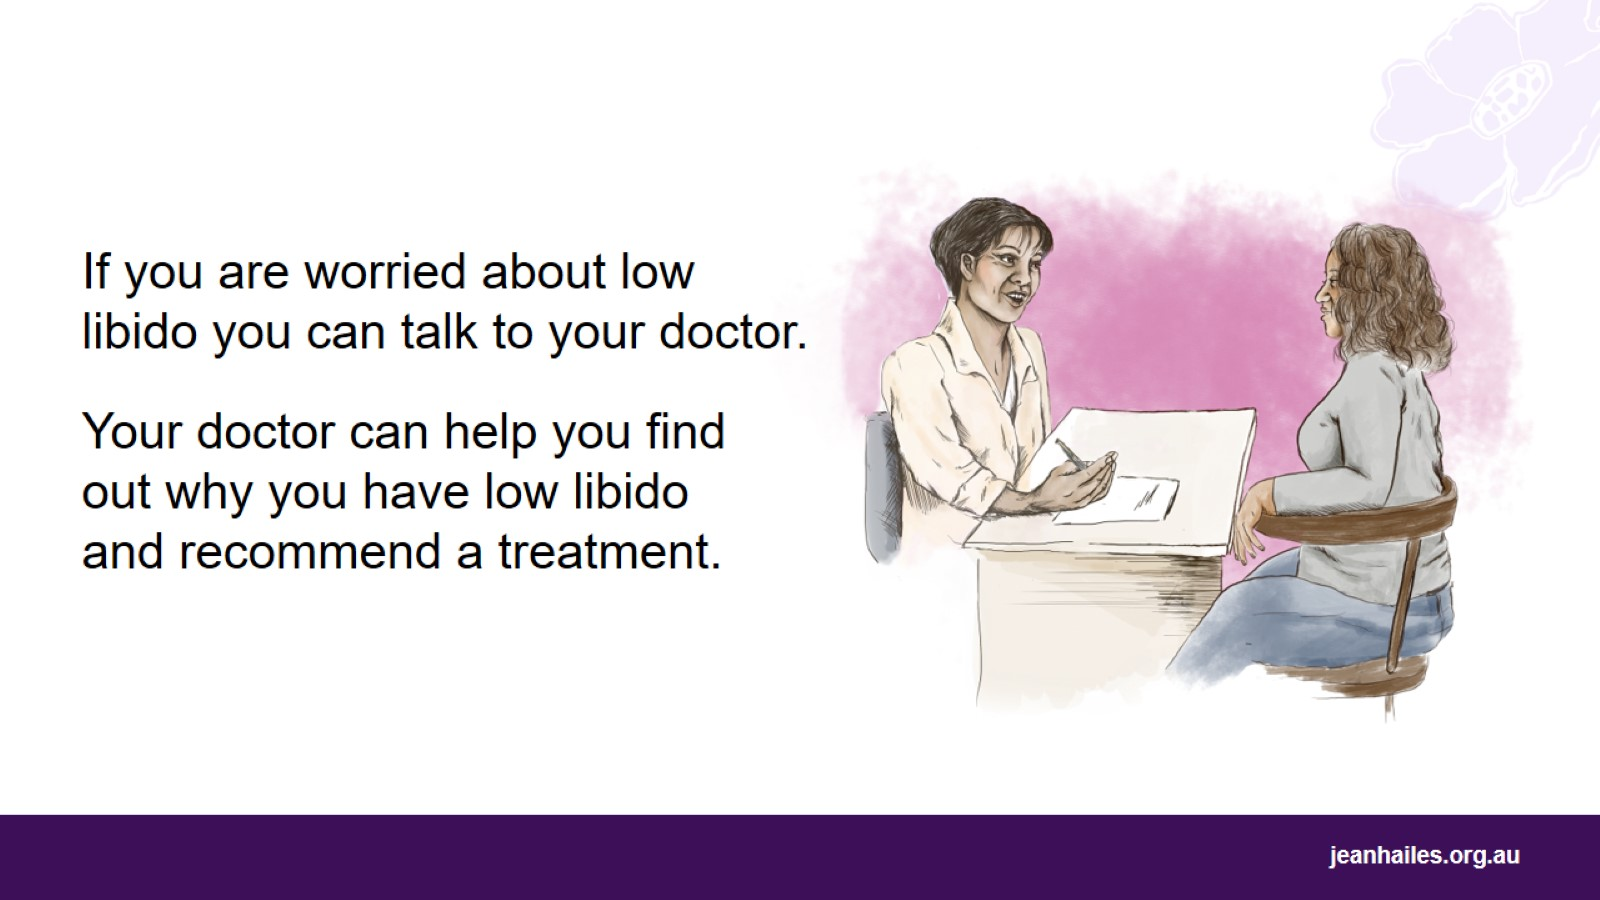 If you are worried about low
libido you can talk to your doctor.
Your doctor can help you find
out why you have low libido
and recommend a treatment.
jeanhailes.org.au